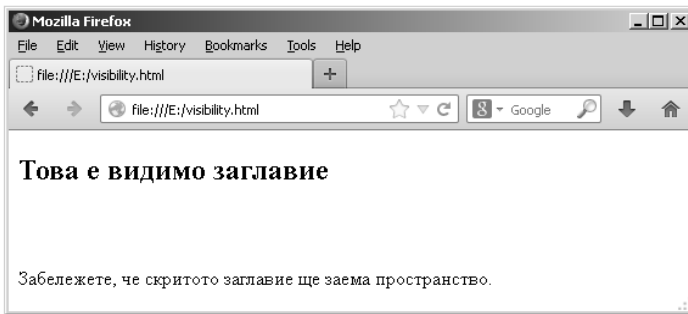 Mozilla Firefox
File Edit View History Bookmarks Tools Help
file:///E:/visibility.html +
file:///E:/visibility.html 8 Google
Това е видимо заглавие
Забележете, че скритото заглавие ще заема пространство.